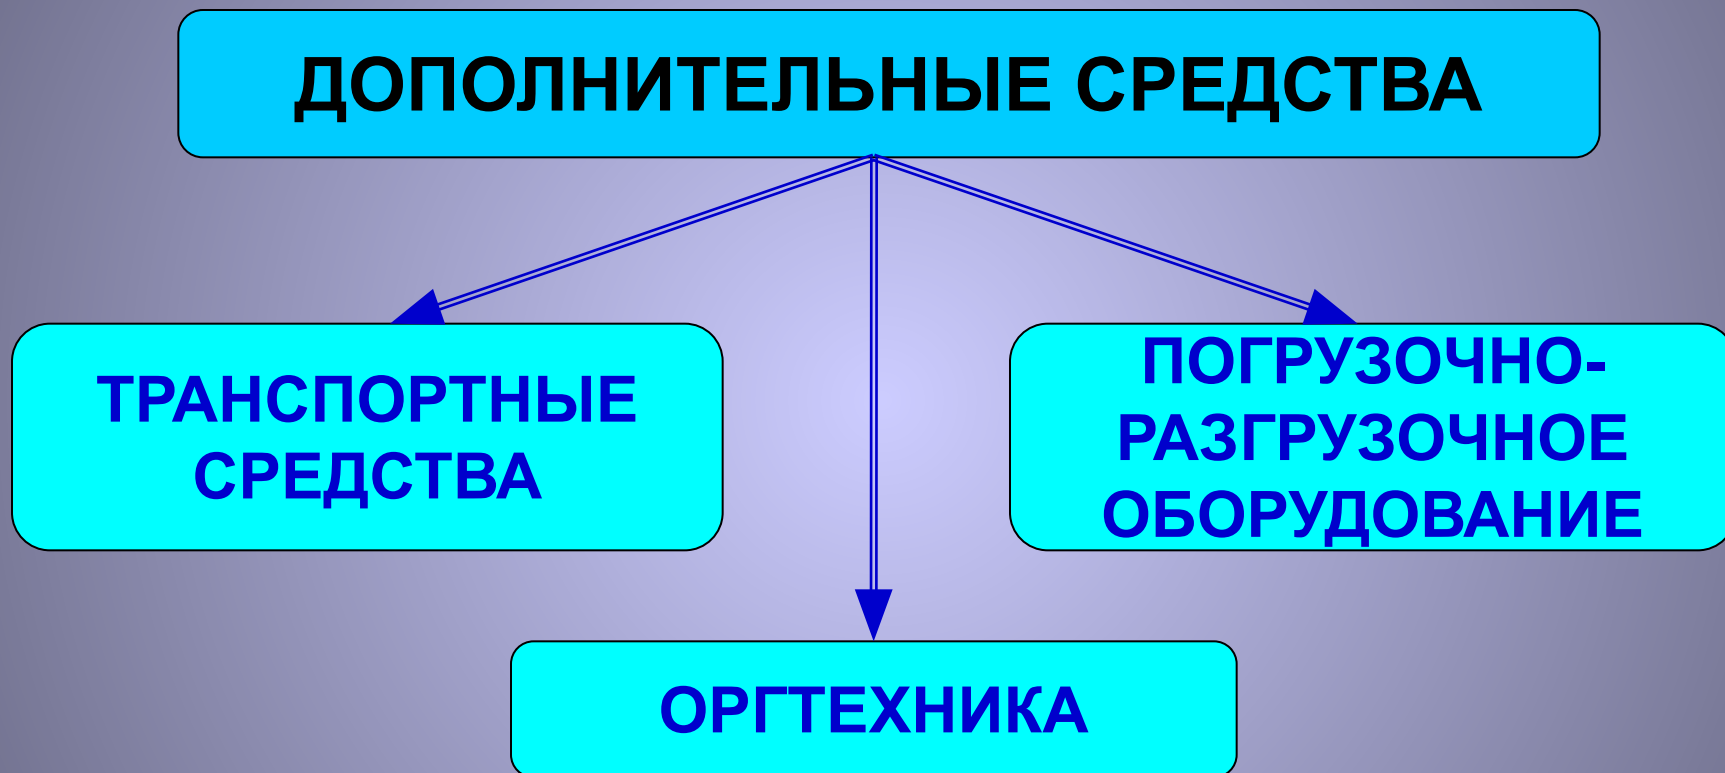 ДОПОЛНИТЕЛЬНЫЕ СРЕДСТВА
ТРАНСПОРТНЫЕ
СРЕДСТВА
ПОГРУЗОЧНО-
РАЗГРУЗОЧНОЕ
ОБОРУДОВАНИЕ
ОРГТЕХНИКА